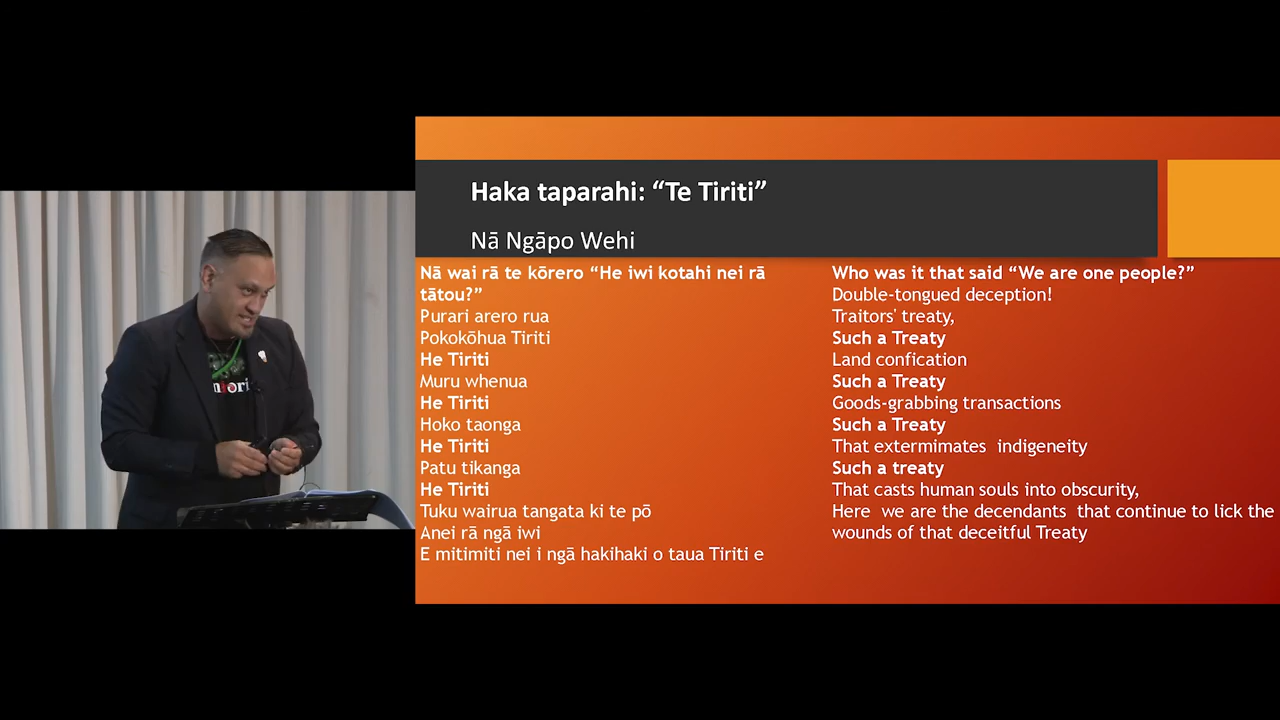 Haka taparahi: “Te Tiriti”
Nā Ngāpo Wehi
Nā wai rā te kōrero “He iwi kotahi nei rā
tātou?”
Purari arero rua
Pokokōhua Tiriti
He Tiriti
Muru whenua
He Tiriti
Hoko taonga
He Tiriti
Patu tikanga
He Tiriti
Tuku wairua tangata ki te pō
Anei rā ngā iwi
E mitimiti nei i ngā hakihaki o taua Tiriti e
Who was it that said “We are one people?”
Double-tongued deception!
Traitors' treaty,
Such a Treaty
Land confication
Such a Treaty
Goods-grabbing transactions
Such a Treaty
That extermimates  indigeneity
Such a treaty
That casts human souls into obscurity,
Here  we are the decendants  that continue to lick the
wounds of that deceitful Treaty